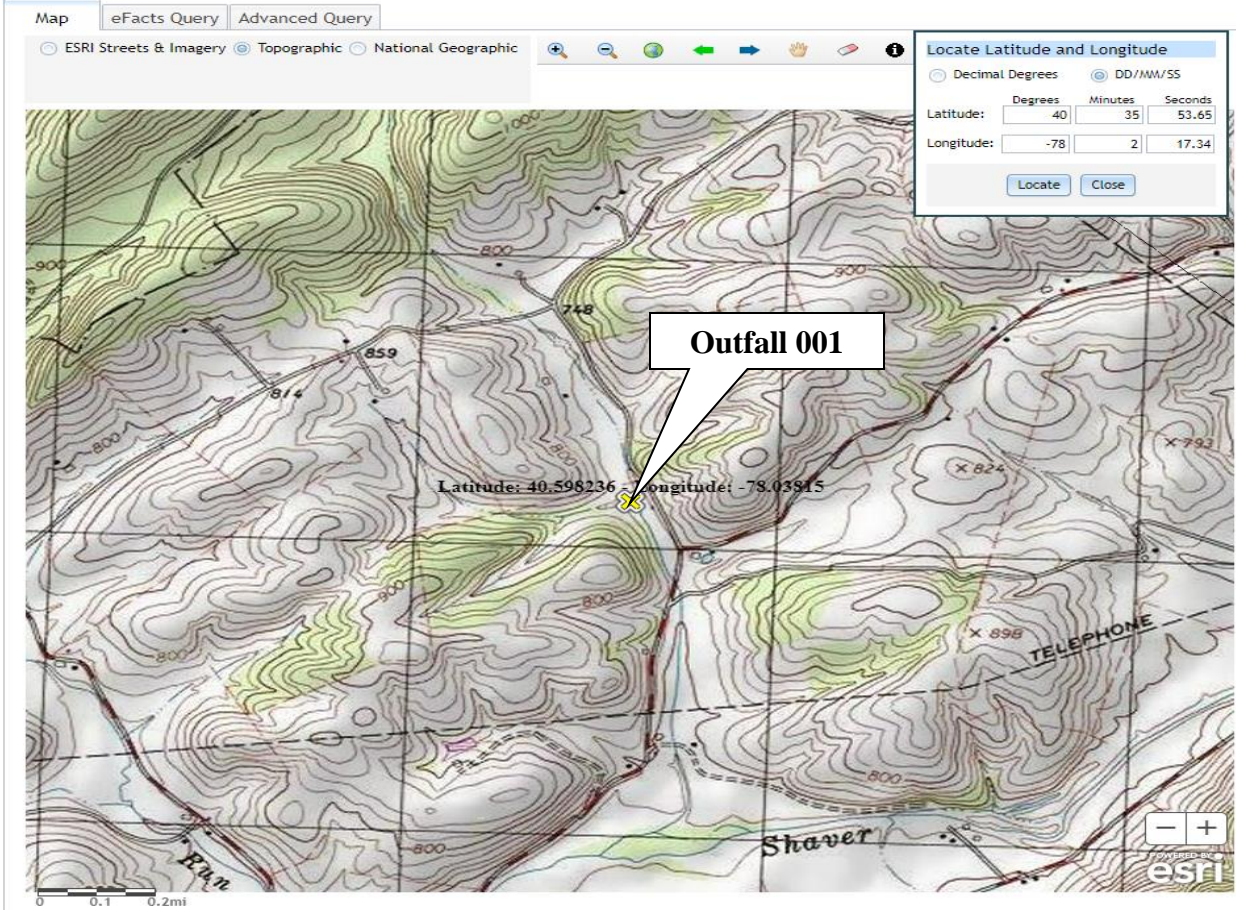 Map eFacts Query Advanced Query
ESRI Streets & Imagery Topographic National Geographic
Locate Latitude and Longitude
Decimal Degrees DD/MM/SS
Degrees Minutes Seconds
Latitude: 40 35 53.65
Longitude: -78 2 17.34
Locate Close
1000
800
900
900
748
Outfall 001
859
814
800
800
793
824
Latitude: 40.598236 - Longitude: -78.03815
900
800
898
TELEPHONE
800
800
Shaver
800
Run
POWERED BY
esri
0 0.1 0.2mi